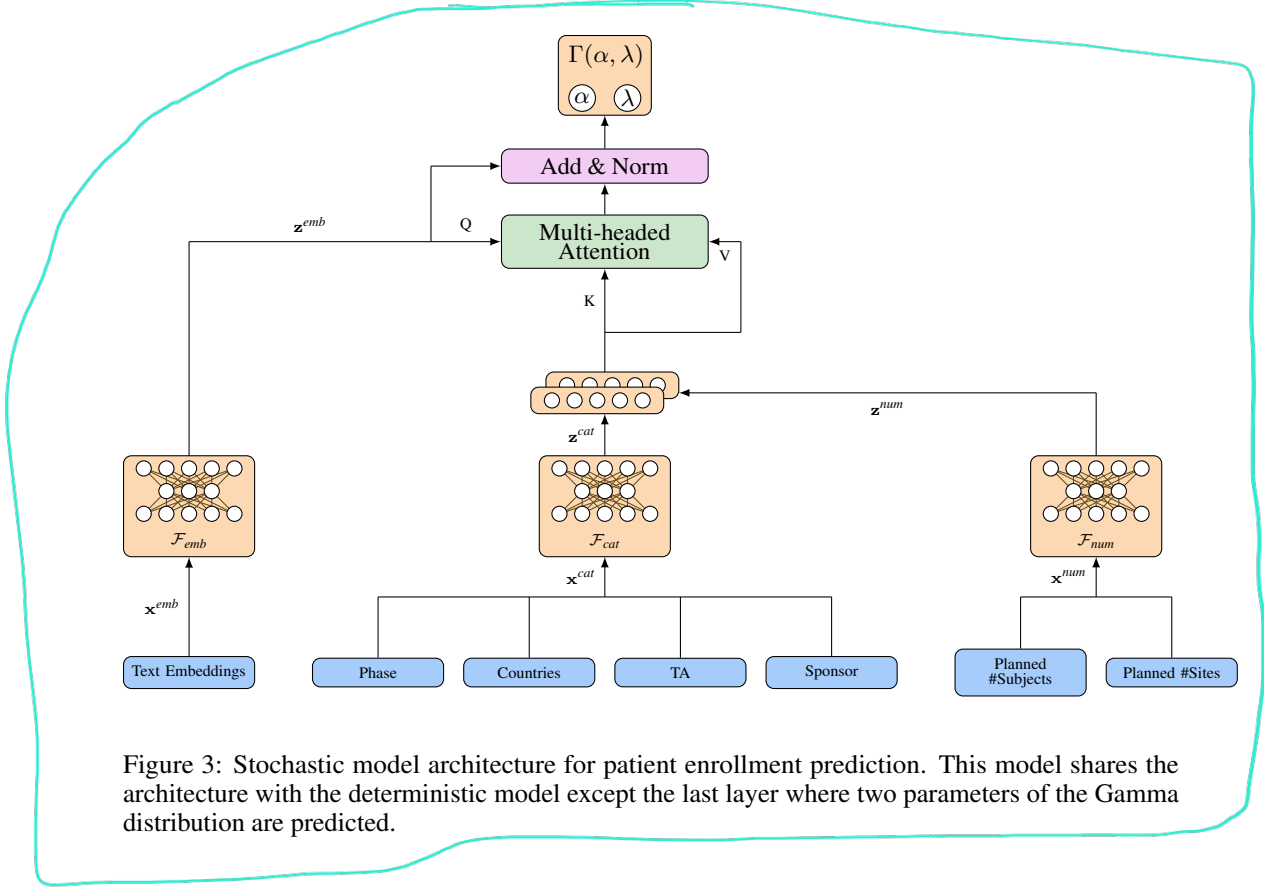 Γ(α, λ)
α λ
Add & Norm
z^emb
Q
Multi-headed
Attention
V
K
z^num
z^cat
F_emb
F_cat
F_num
x^emb
x^cat
x^num
Text Embeddings
Phase
Countries
TA
Sponsor
Planned
#Subjects
Planned #Sites
Figure 3: Stochastic model architecture for patient enrollment prediction. This model shares the
architecture with the deterministic model except the last layer where two parameters of the Gamma
distribution are predicted.